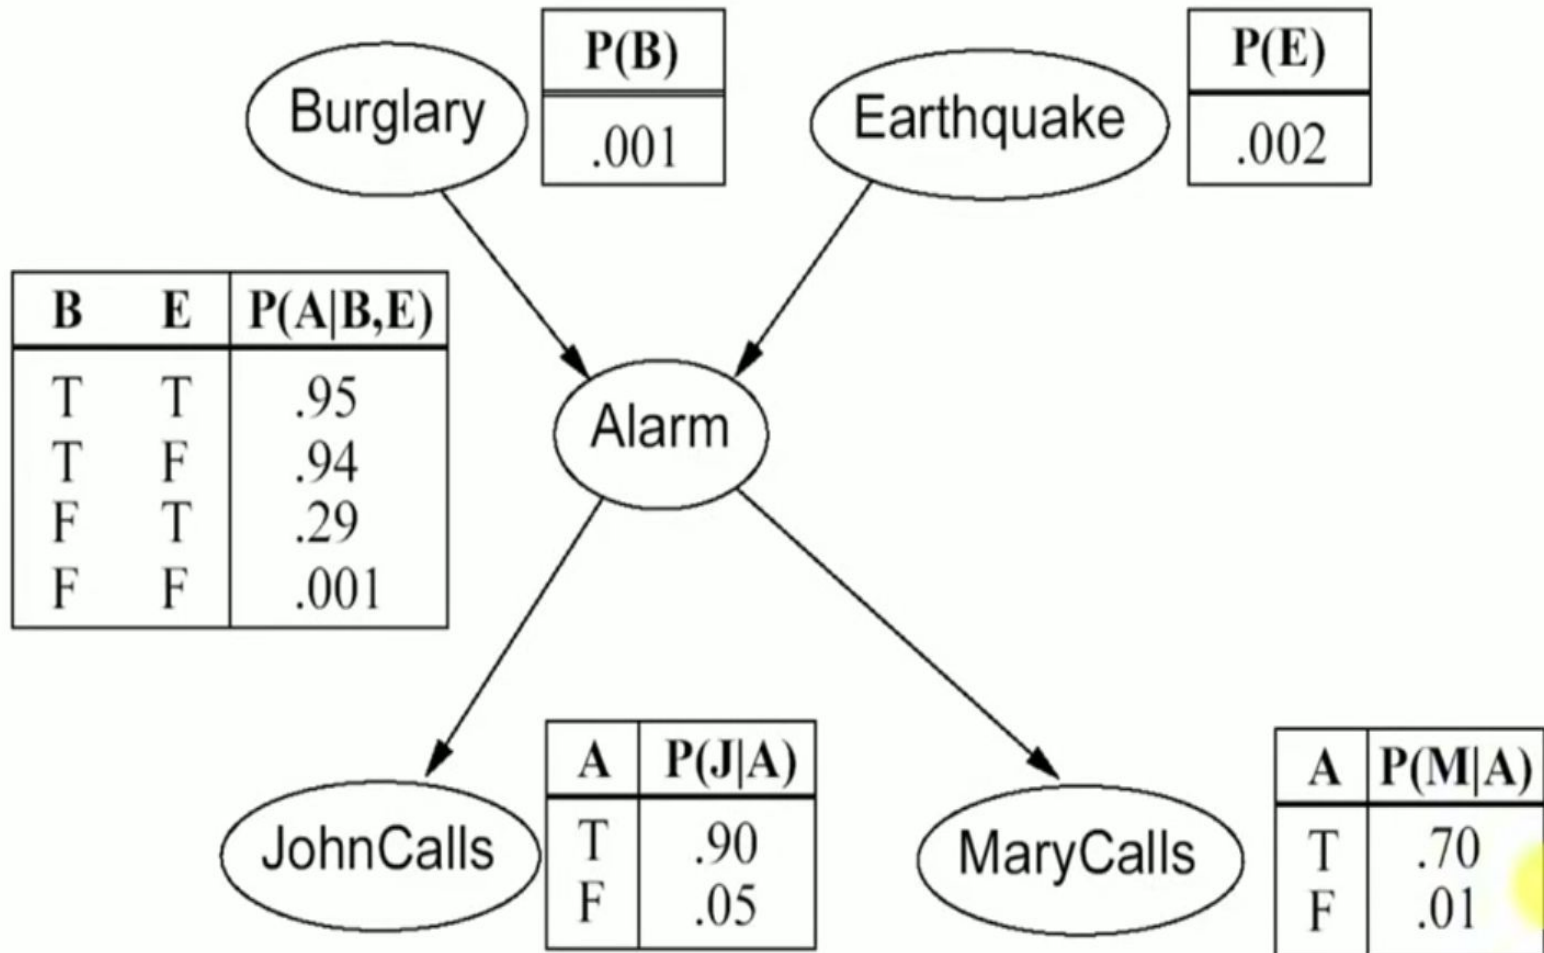 P(B)
.001
Burglary
P(E)
.002
Earthquake
B E P(A|B,E)
T T .95
T F .94
F T .29
F F .001
Alarm
JohnCalls
A P(J|A)
T .90
F .05
MaryCalls
A P(M|A)
T .70
F .01